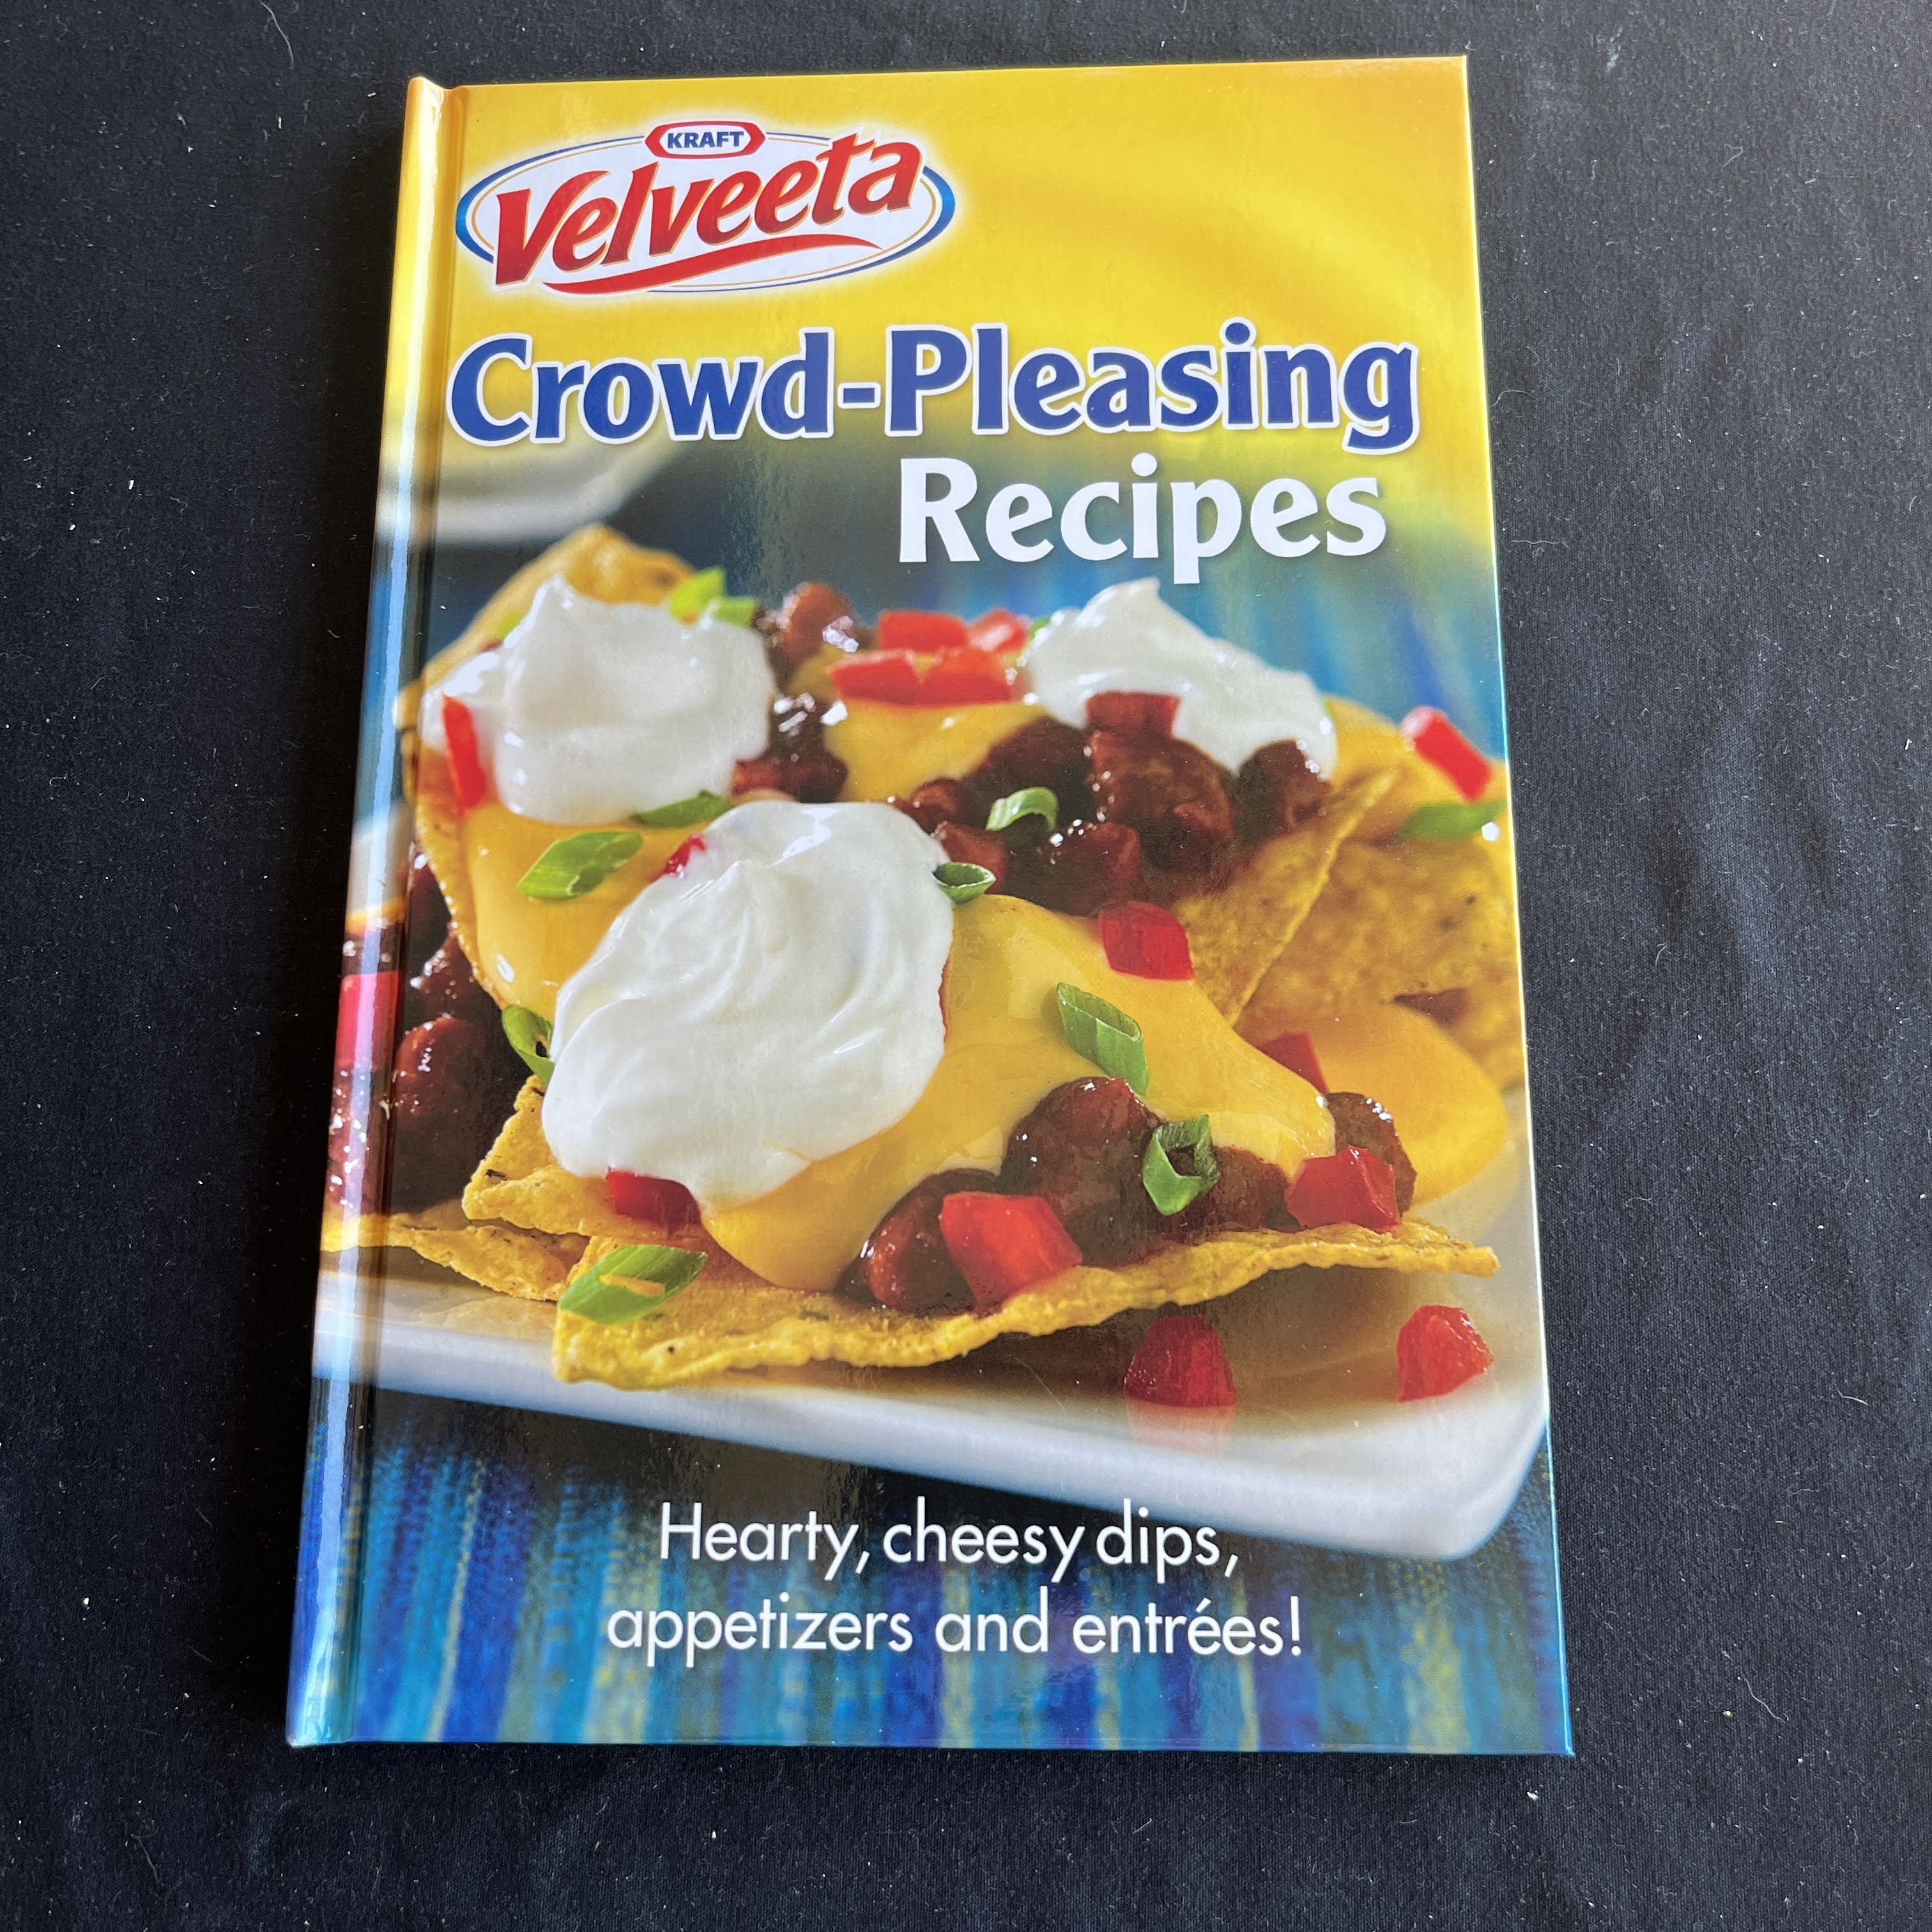 KRAFT
Velveeta
Crowd-Pleasing
Recipes
Hearty, cheesy dips,
appetizers and entrées!